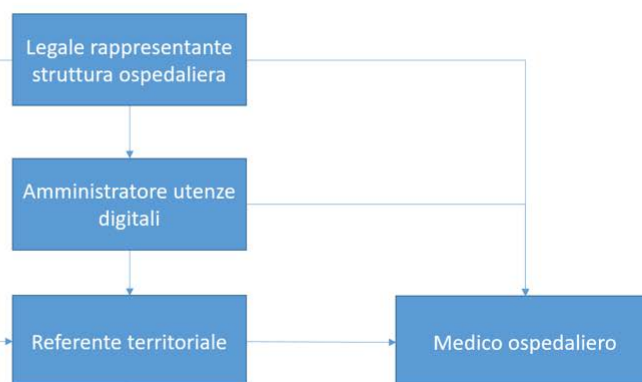 Legale rappresentante
struttura ospedaliera
Amministratore utenze
digitali
Referente territoriale
Medico ospedaliero